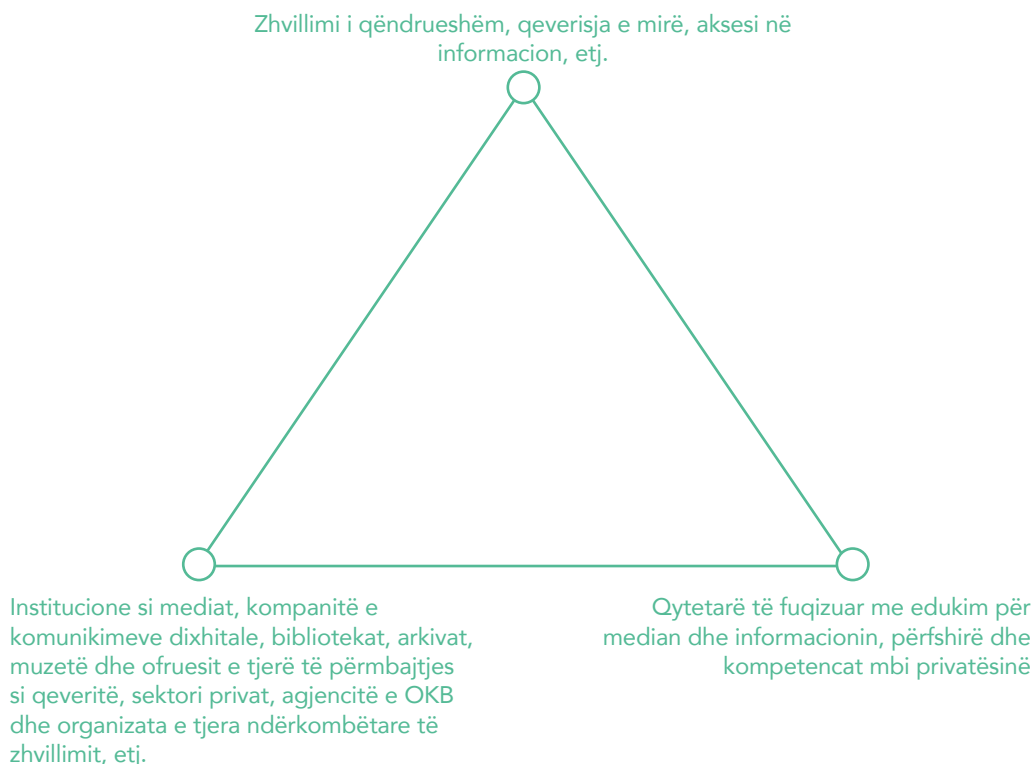 Zhvillimi i qëndrueshëm, qeverisja e mirë, aksesi në
informacion, etj.
Institucione si mediat, kompanitë e
komunikimeve dixhitale, bibliotekat, arkivat,
muzetë dhe ofruesit e tjerë të përmbajtjes
si qeveritë, sektori privat, agjencitë e OKB
dhe organizata e tjera ndërkombëtare të
zhvillimit, etj.
Qytetarë të fuqizuar me edukim për
median dhe informacionin, përfshirë dhe
kompetencat mbi privatësinë